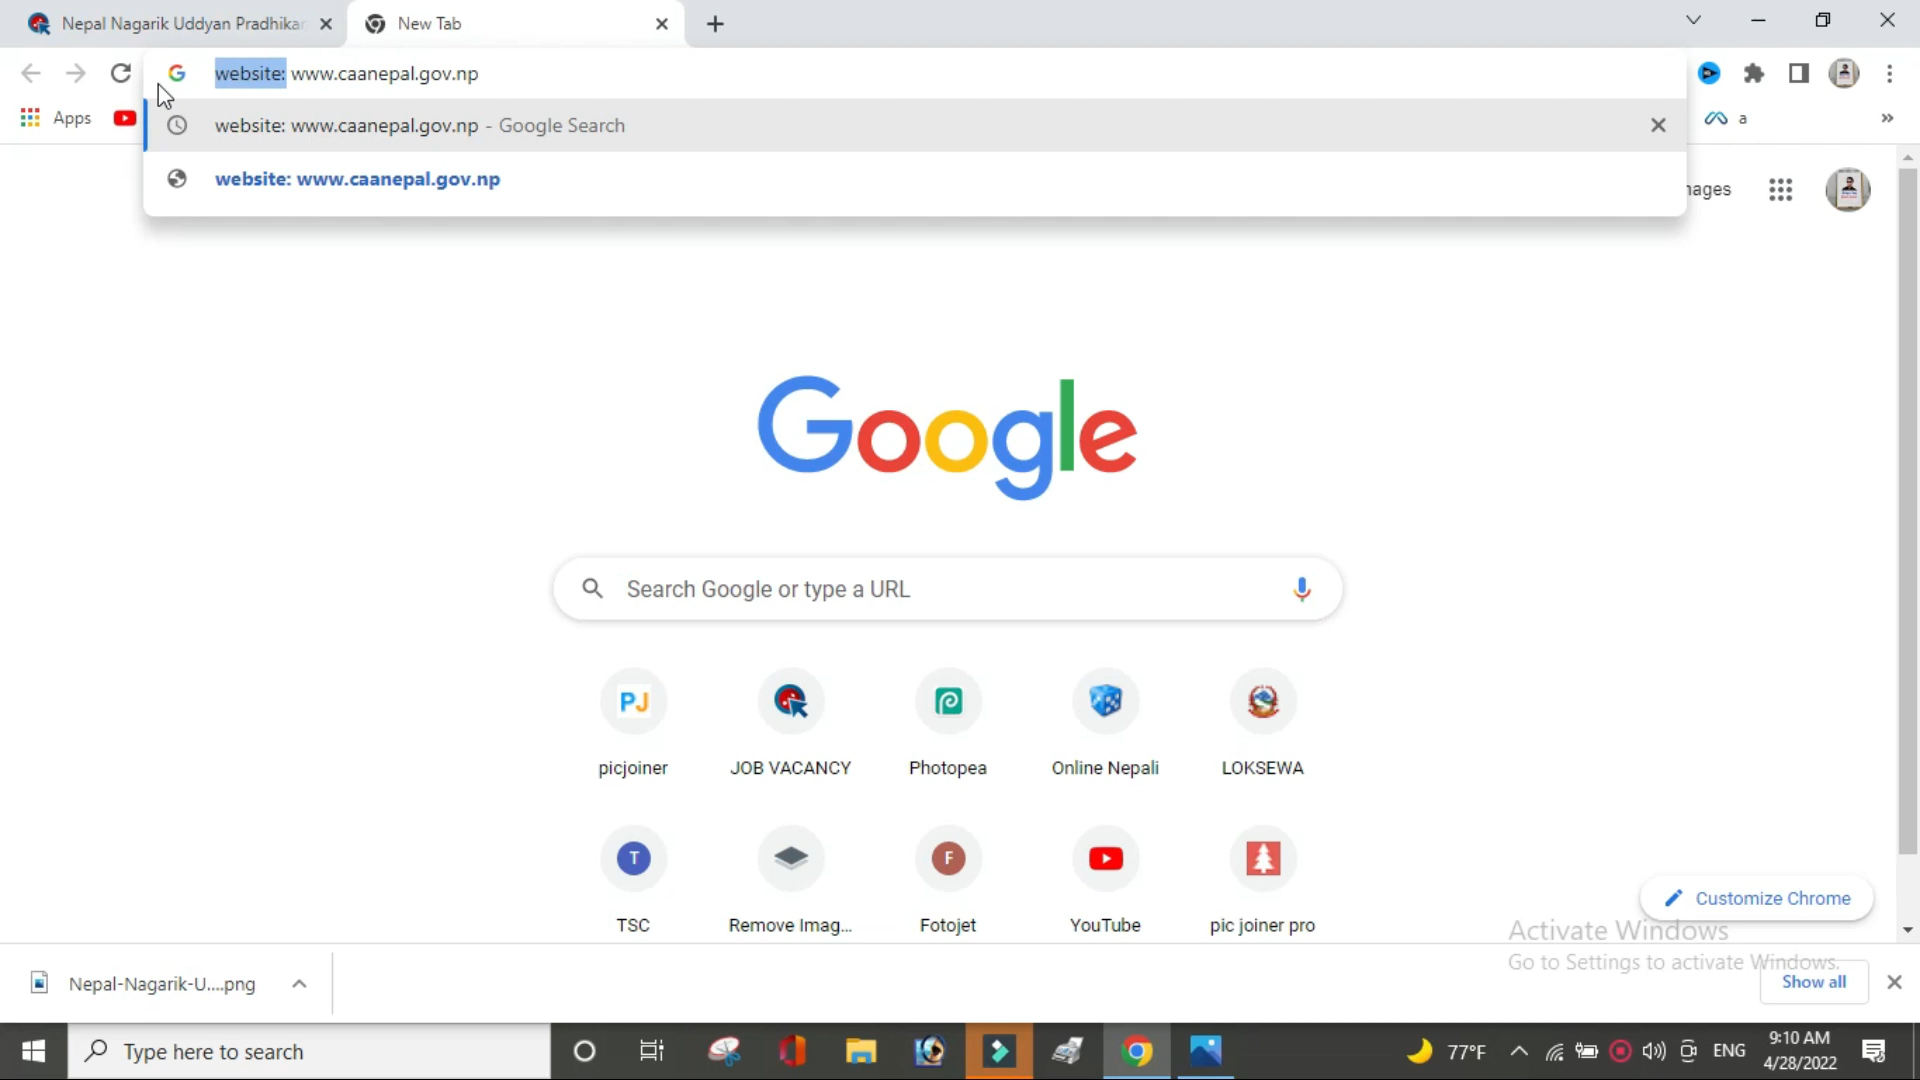 Nepal Nagarik Uddyan Pradhikar
New Tab
website: www.caanepal.gov.np
Apps
website: www.caanepal.gov.np - Google Search
a
»
website: www.caanepal.gov.np
nages
Google
Search Google or type a URL
PJ
picjoiner
JOB VACANCY
Photopea
Online Nepali
LOKSEWA
T
F
TSC
Remove Imag...
Fotojet
YouTube
pic joiner pro
Customize Chrome
Activate Windows
Go to Settings to activate Windows.
Nepal-Nagarik-U....png
Show all
Type here to search
77°F
ENG
9:10 AM
4/28/2022